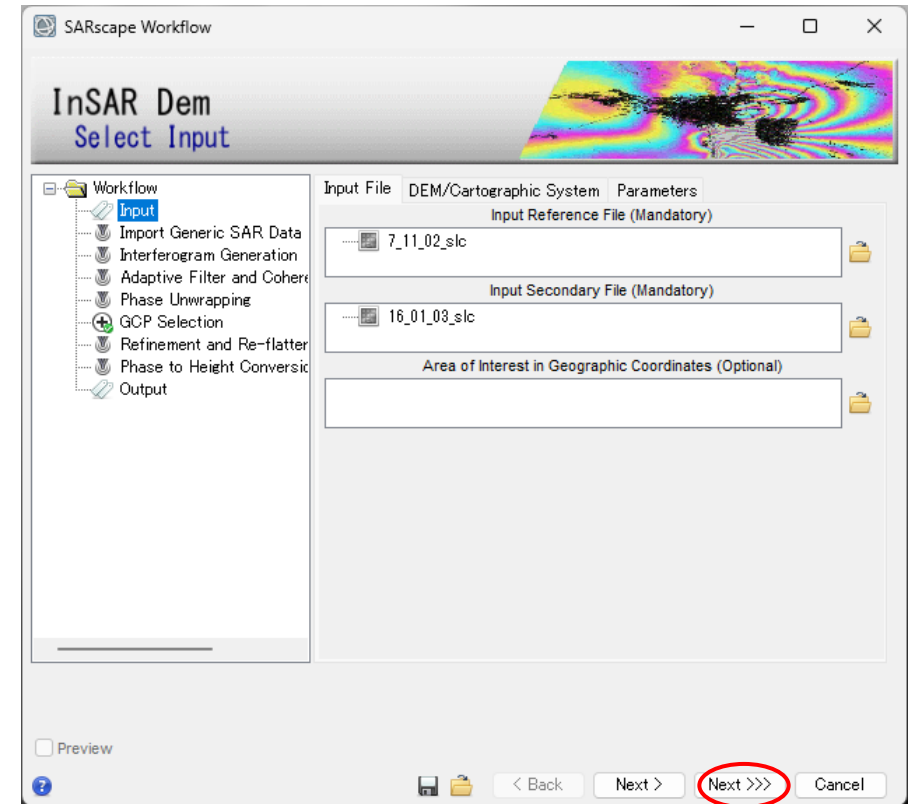 SARscape Workflow
InSAR Dem
Select Input
Workflow
Input
Import Generic SAR Data
Interferogram Generation
Adaptive Filter and Cohere
Phase Unwrapping
GCP Selection
Refinement and Re-flatter
Phase to Height Conversic
Output
Input File DEM/Cartographic System Parameters
Input Reference File (Mandatory)
7_11_02_slc
Input Secondary File (Mandatory)
16_01_03_slc
Area of Interest in Geographic Coordinates (Optional)
Preview
< Back Next > Next >>> Cancel